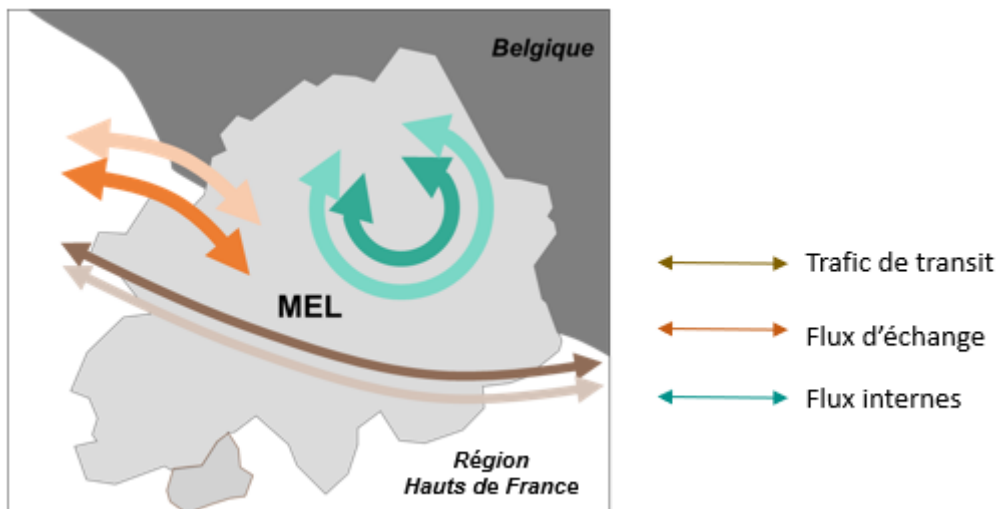 Belgique
MEL
Région
Hauts de France
Trafic de transit
Flux d'échange
Flux internes